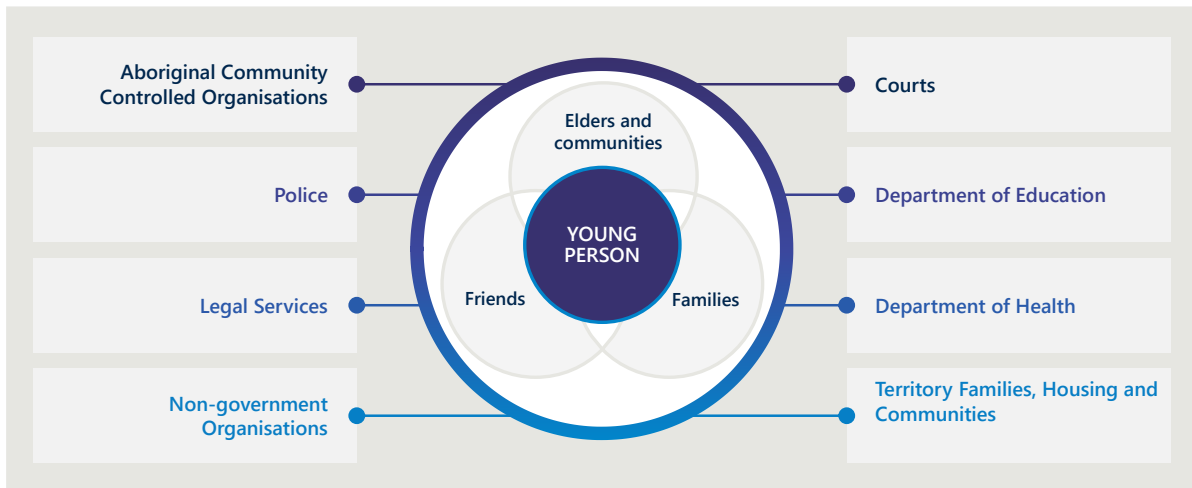 Aboriginal Community
Controlled Organisations
Police
Legal Services
Non-government
Organisations
Elders and
communities
YOUNG
PERSON
Friends
Families
Courts
Department of Education
Department of Health
Territory Families, Housing and
Communities